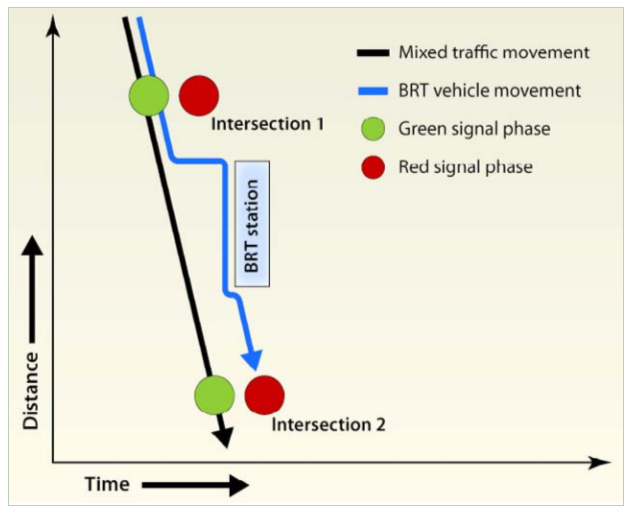 Mixed traffic movement
BRT vehicle movement
Green signal phase
Red signal phase
Intersection 1
BRT station
Intersection 2
Distance
Time